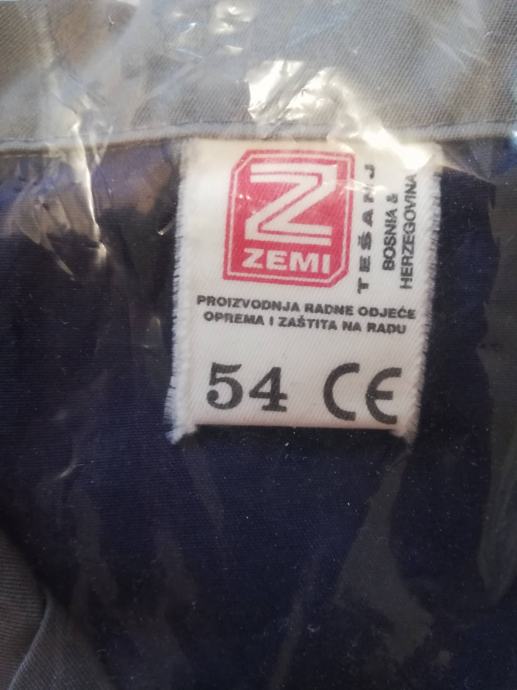 Z
ZEMI
TEŠANJ
BOSNIA &
HERZEGOVINA
PROIZVODNJA RADNE ODJEĆE
OPREMA I ZAŠTITA NA RADU
54 CE